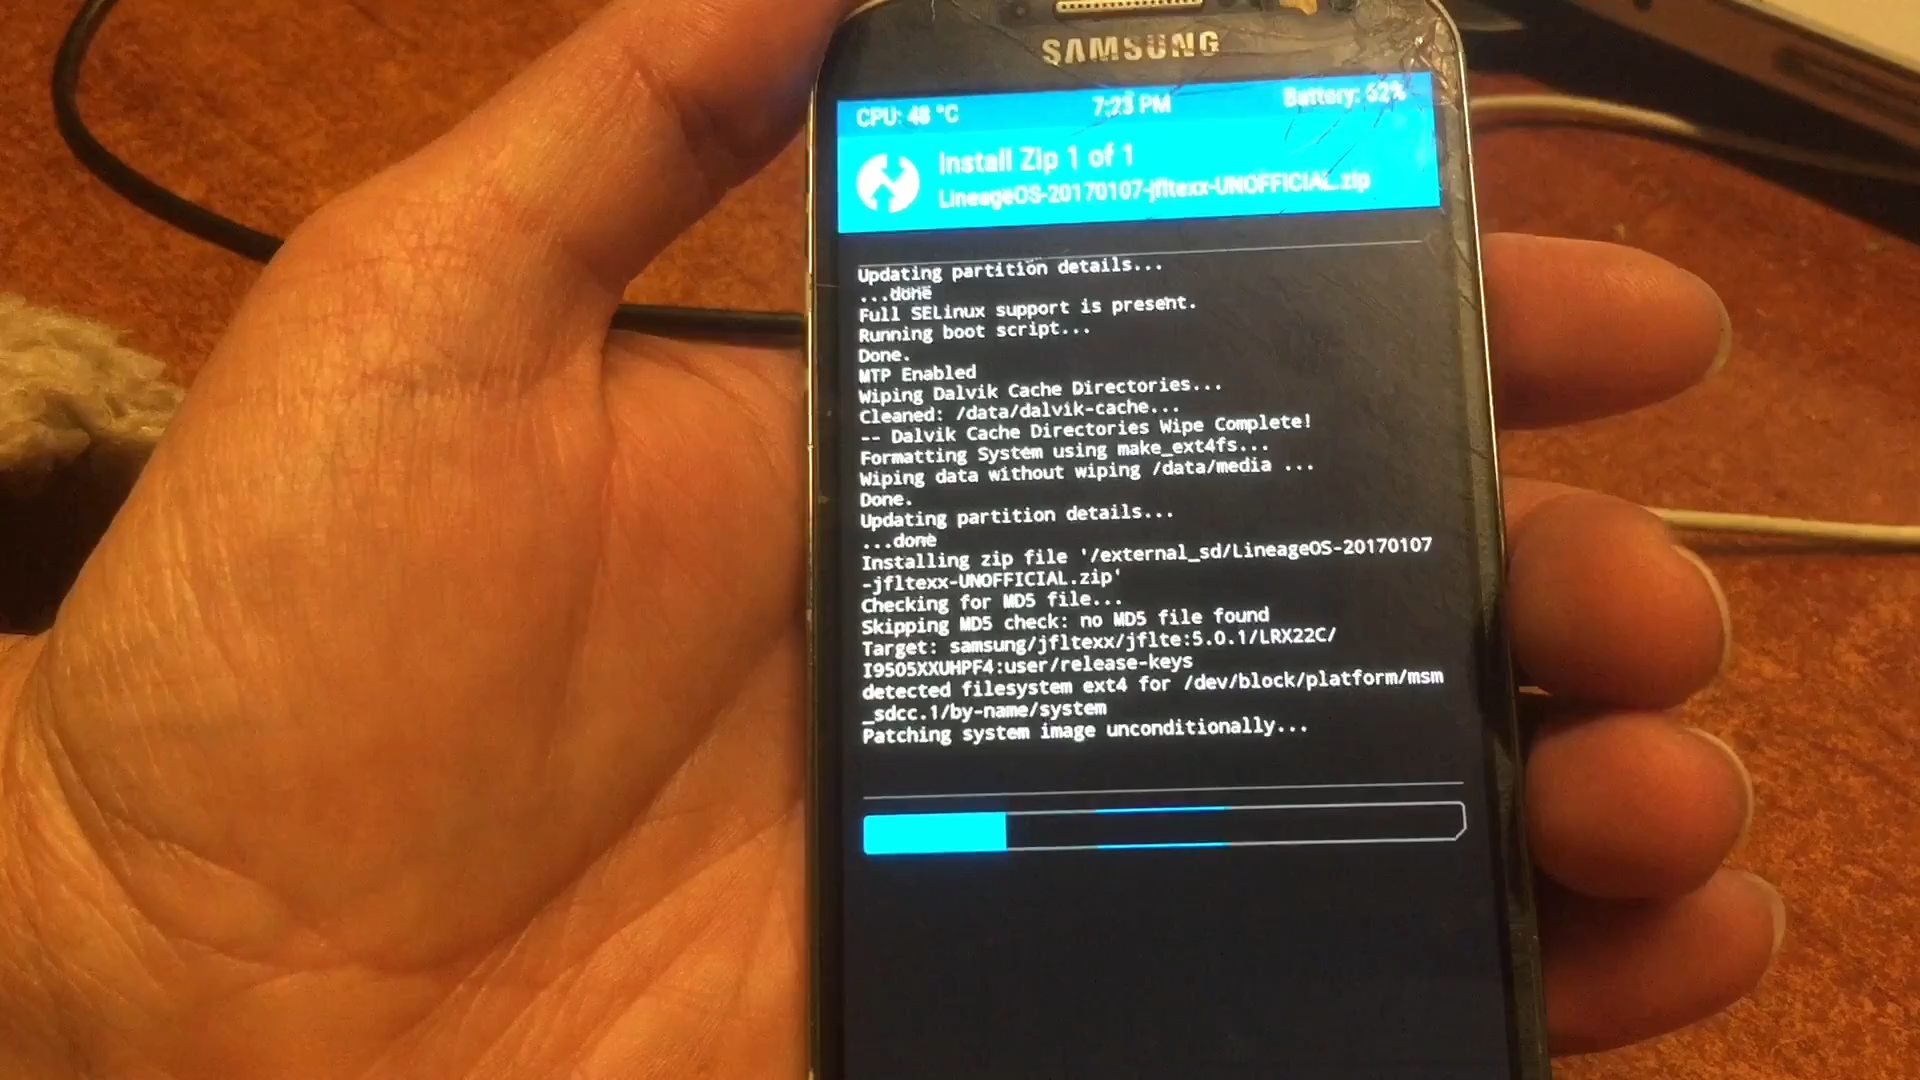 SAMSUNG
CPU: 48 °C 7:23 PM Battery: 62%
Install Zip 1 of 1
LineageOS-20170107-jfltexx-UNOFFICIAL.zip
Updating partition details...
...done
Full SELinux support is present.
Running boot script...
Done.
MTP Enabled
Wiping Dalvik Cache Directories...
Cleaned: /data/dalvik-cache...
-- Dalvik Cache Directories Wipe Complete!
Formatting System using make_ext4fs...
Wiping data without wiping /data/media ...
Done.
Updating partition details...
...done
Installing zip file '/external_sd/LineageOS-20170107
-jfltexx-UNOFFICIAL.zip'
Checking for MD5 file...
Skipping MD5 check: no MD5 file found
Target: samsung/jfltexx/jflte:5.0.1/LRX22C/
I9505XXUHPF4:user/release-keys
detected filesystem ext4 for /dev/block/platform/msm
_sdcc.1/by-name/system
Patching system image unconditionally...